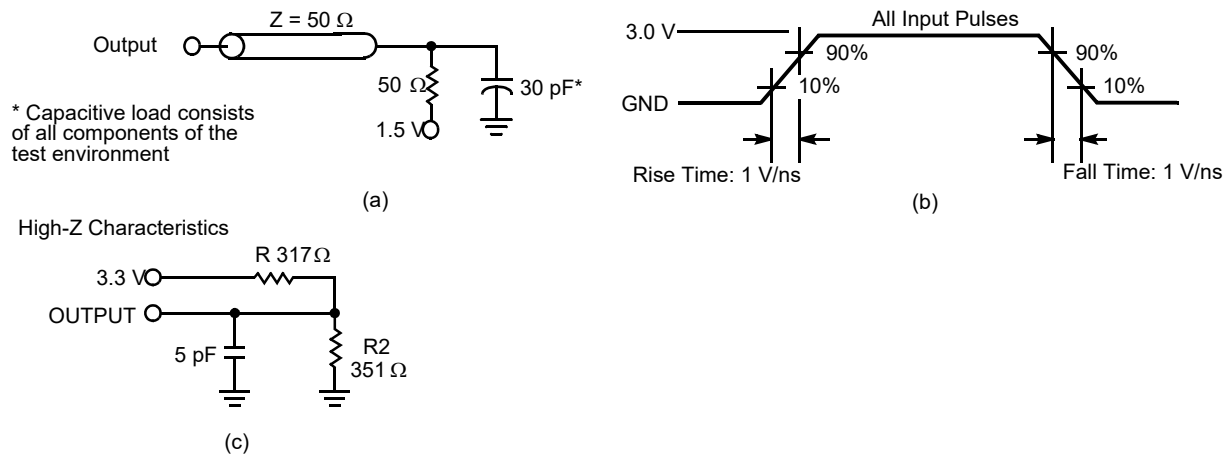 Z = 50 Ω
Output
50 Ω
30 pF*
1.5 V
* Capacitive load consists
of all components of the
test environment
(a)
All Input Pulses
3.0 V
90%
10%
GND
90%
10%
Rise Time: 1 V/ns
Fall Time: 1 V/ns
(b)
High-Z Characteristics
R 317Ω
3.3 V
OUTPUT
5 pF
R2
351 Ω
(c)